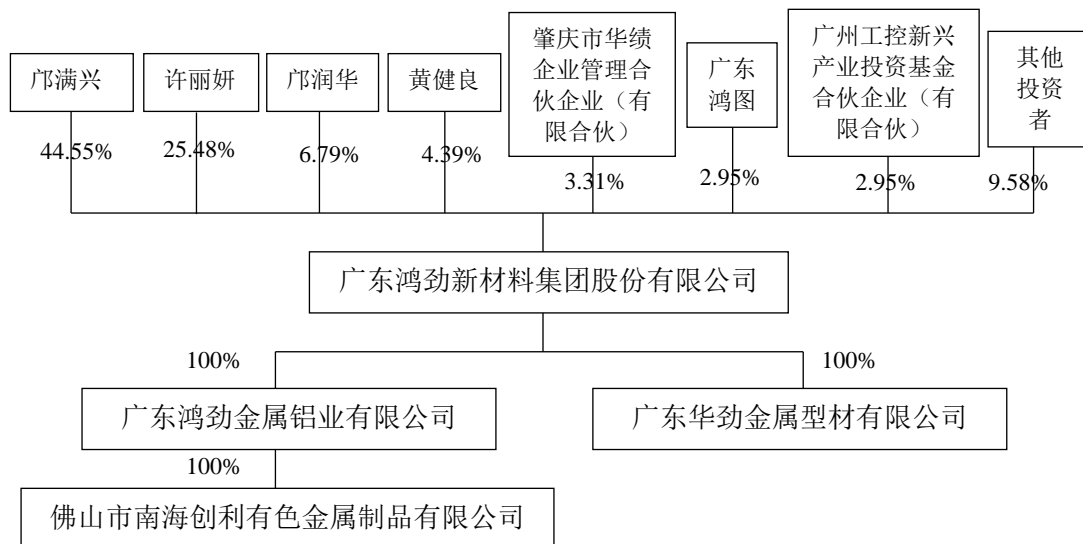 邝满兴
许丽妍
邝润华
黄健良
肇庆市华绩
企业管理合
伙企业（有
限合伙）
广东
鸿图
广州工控新兴
产业投资基金
合伙企业（有
限合伙）
其他
投资
者
44.55%
25.48%
6.79%
4.39%
3.31%
2.95%
2.95%
9.58%
广东鸿劲新材料集团股份有限公司
100%
100%
广东鸿劲金属铝业有限公司
广东华劲金属型材有限公司
100%
佛山市南海创利有色金属制品有限公司